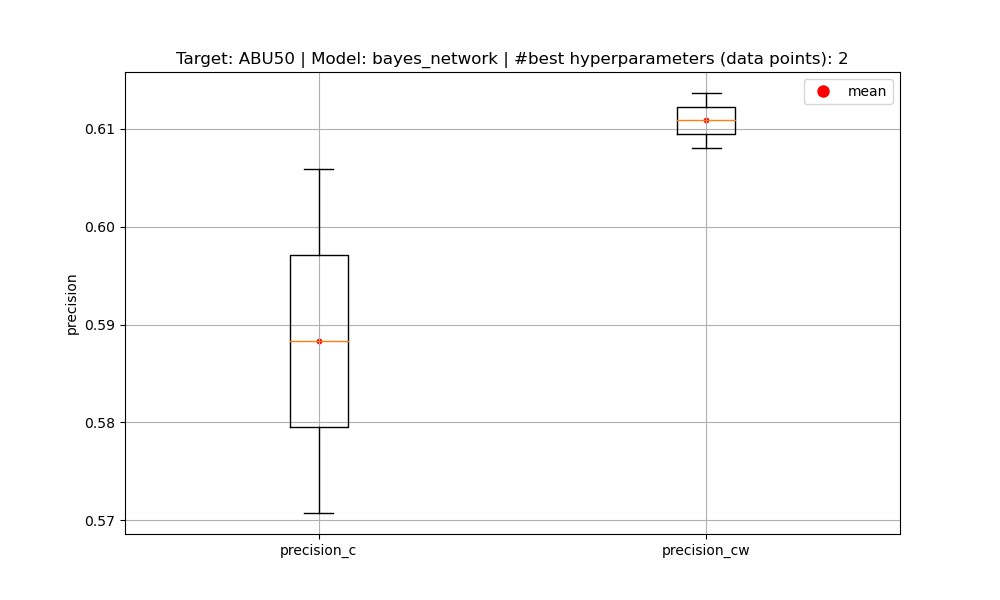 Target: ABU50 | Model: bayes_network | #best hyperparameters (data points): 2
mean
0.61
0.60
0.59
0.58
0.57
precision
precision_c
precision_cw